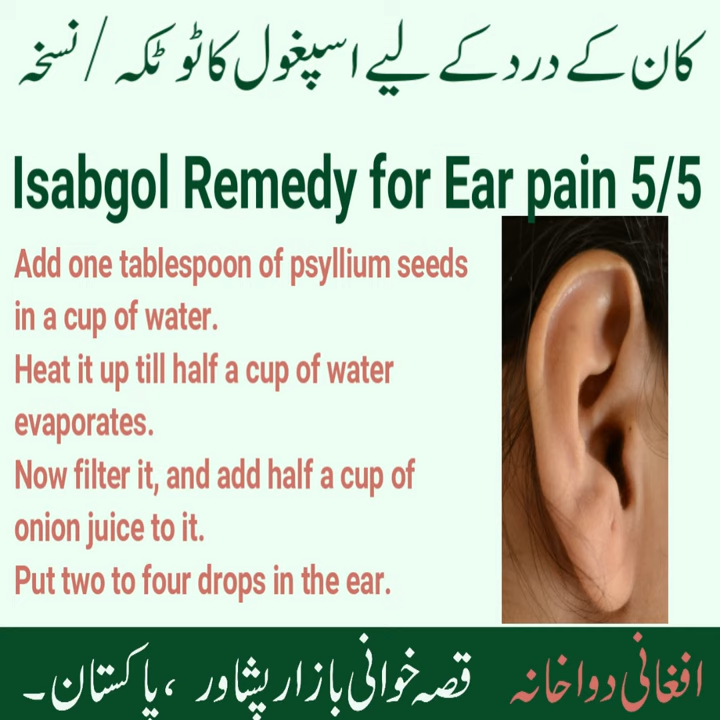 کان کے درد کے لیے اسپغول کا ٹوٹکہ / نسخہ
Isabgol Remedy for Ear pain 5/5
Add one tablespoon of psyllium seeds
in a cup of water.
Heat it up till half a cup of water
evaporates.
Now filter it, and add half a cup of
onion juice to it.
Put two to four drops in the ear.
افغانی دواخانہ قصہ خوانی بازار پشاور ، پاکستان۔